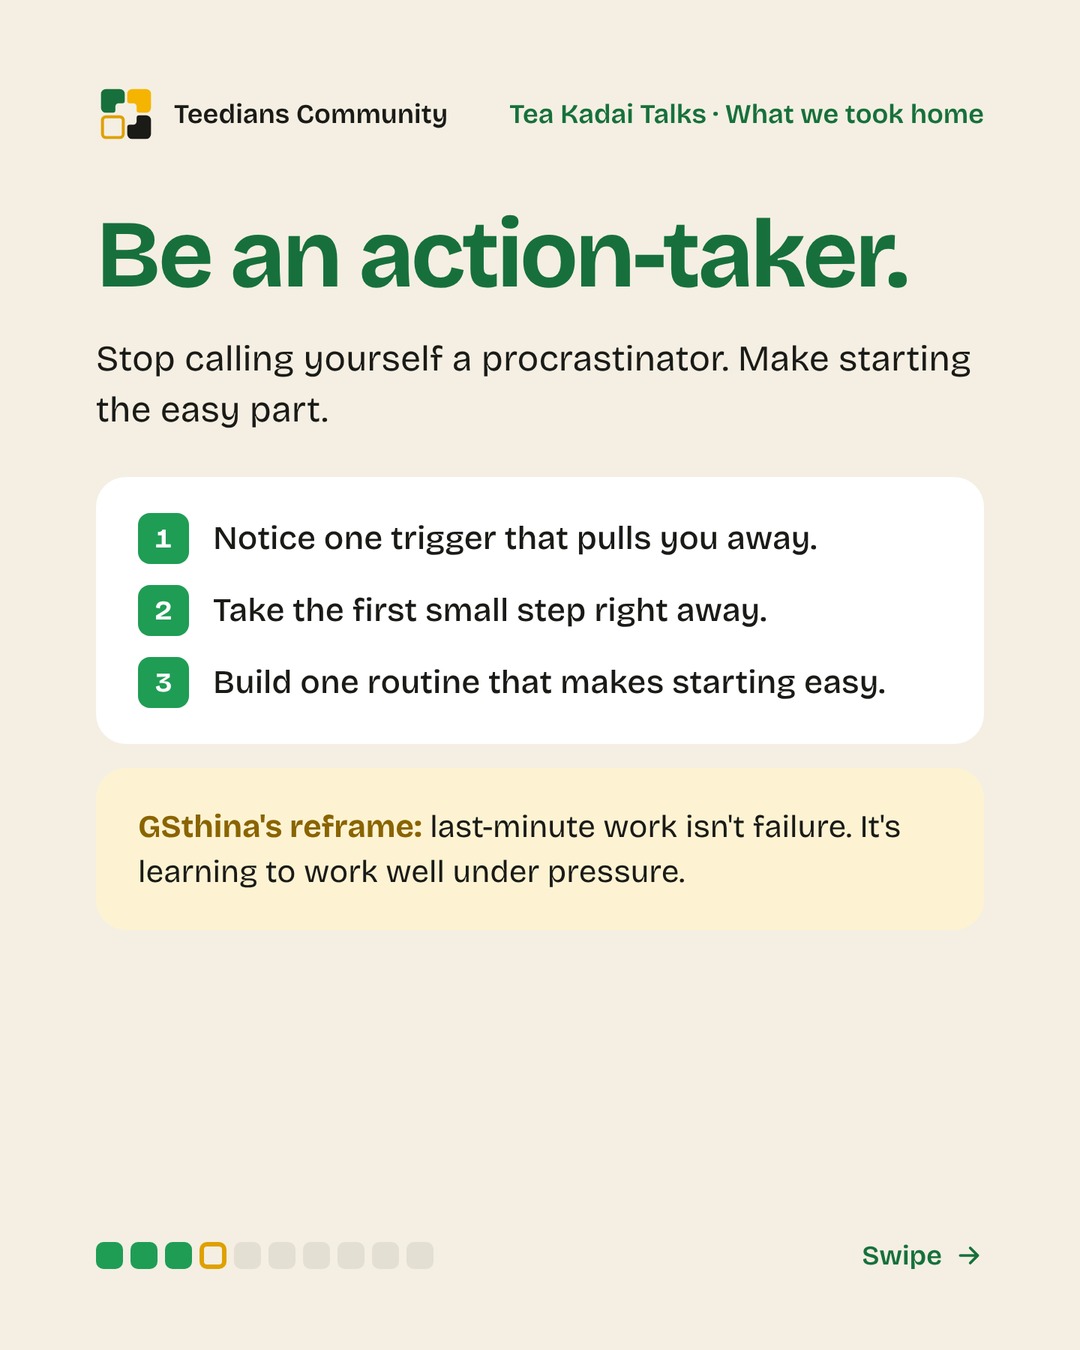 Teedians Community
Tea Kadai Talks · What we took home
Be an action-taker.
Stop calling yourself a procrastinator. Make starting
the easy part.
1 Notice one trigger that pulls you away.
2 Take the first small step right away.
3 Build one routine that makes starting easy.
GSthina's reframe: last-minute work isn't failure. It's
learning to work well under pressure.
Swipe →